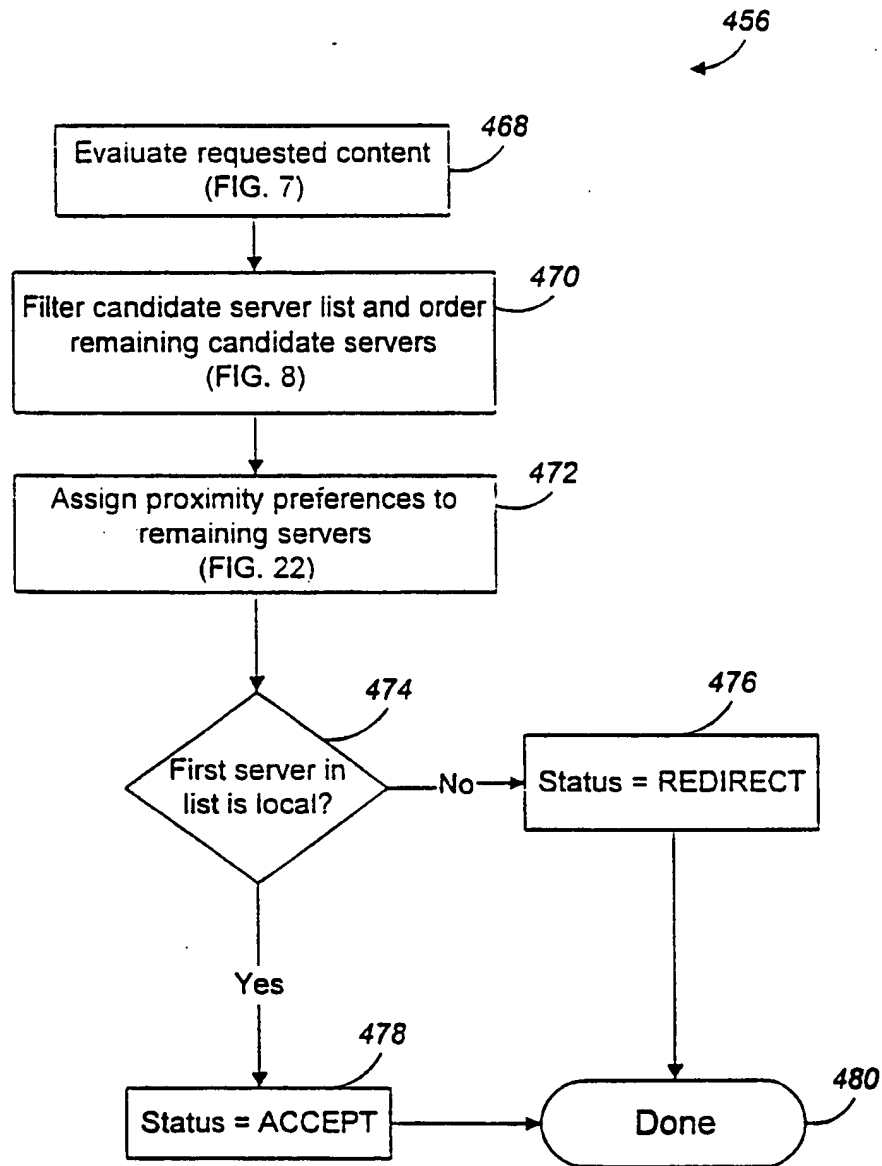 456
468
Evaluate requested content
(FIG. 7)
470
Filter candidate server list and order
remaining candidate servers
(FIG. 8)
472
Assign proximity preferences to
remaining servers
(FIG. 22)
474
First server in
list is local?
No
476
Status = REDIRECT
Yes
478
Status = ACCEPT
480
Done